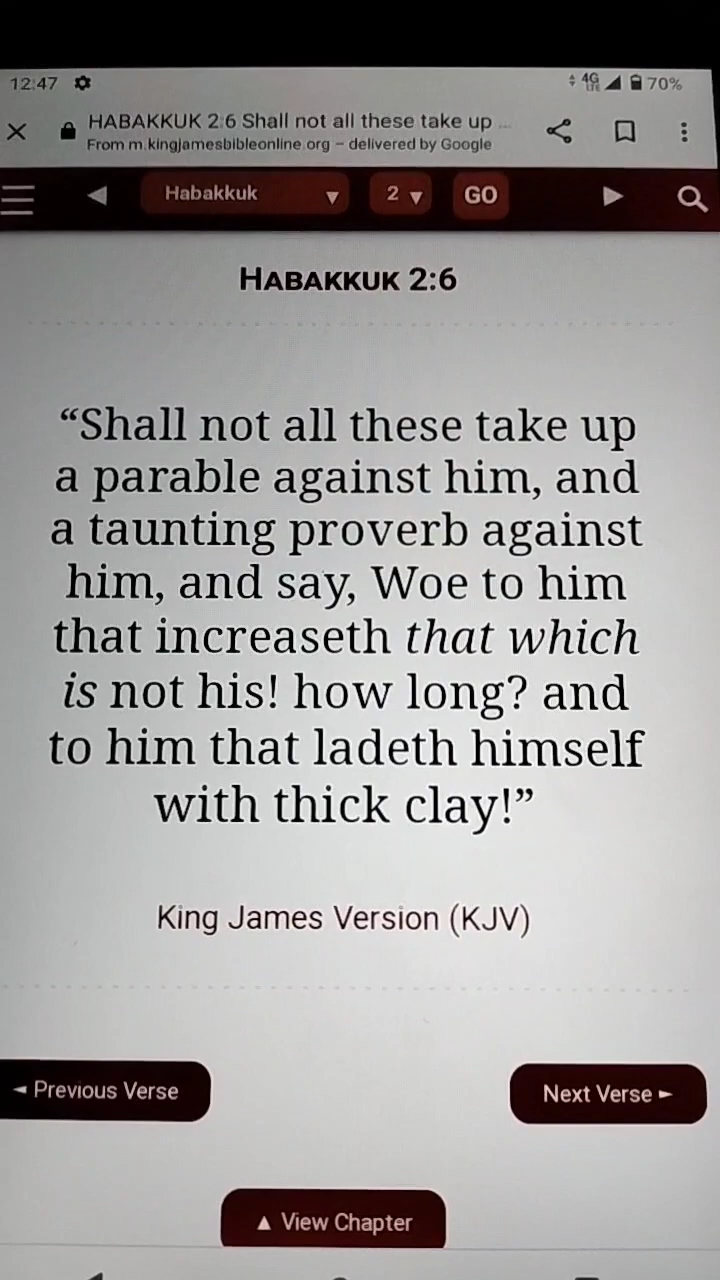 12:47 4G LTE 70%
HABAKKUK 2:6 Shall not all these take up ...
From m.kingjamesbibleonline.org – delivered by Google
Habakkuk 2 GO
HABAKKUK 2:6
“Shall not all these take up
a parable against him, and
a taunting proverb against
him, and say, Woe to him
that increaseth that which
is not his! how long? and
to him that ladeth himself
with thick clay!”
King James Version (KJV)
◄ Previous Verse
Next Verse ►
▲ View Chapter